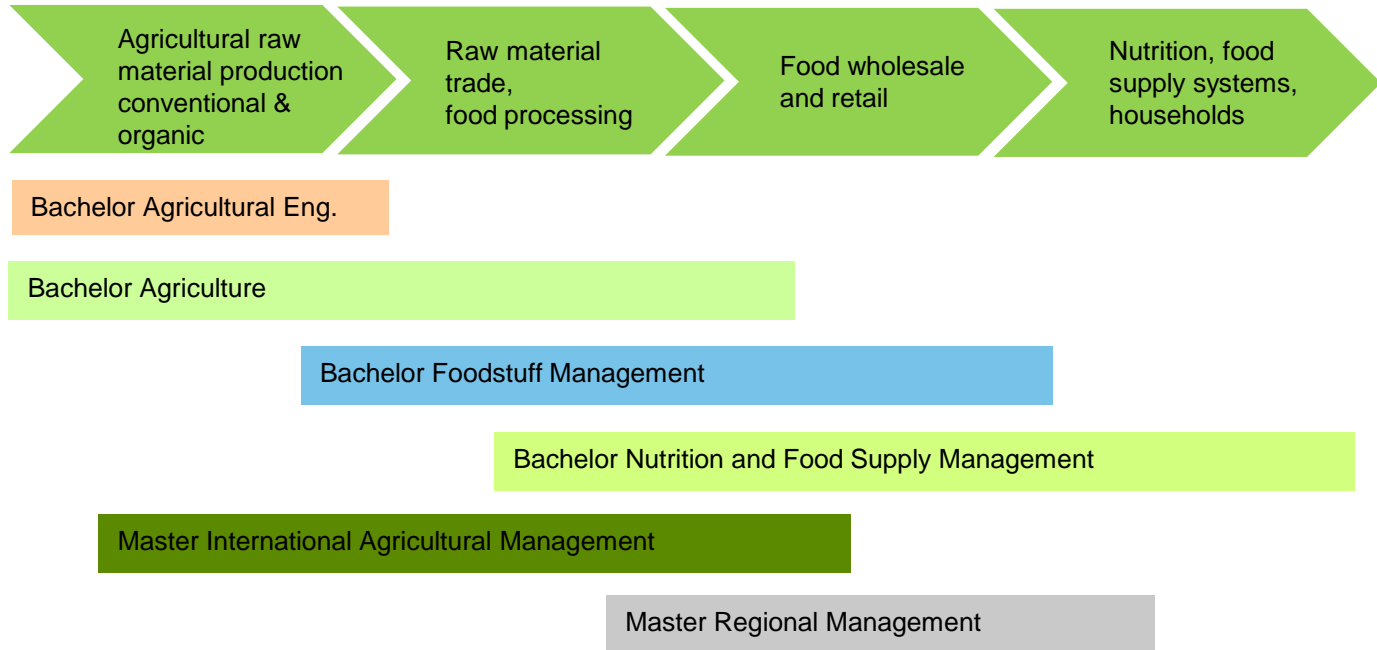 Agricultural raw
material production
conventional &
organic
Raw material
trade,
food processing
Food wholesale
and retail
Nutrition, food
supply systems,
households
Bachelor Agricultural Eng.
Bachelor Agriculture
Bachelor Foodstuff Management
Bachelor Nutrition and Food Supply Management
Master International Agricultural Management
Master Regional Management